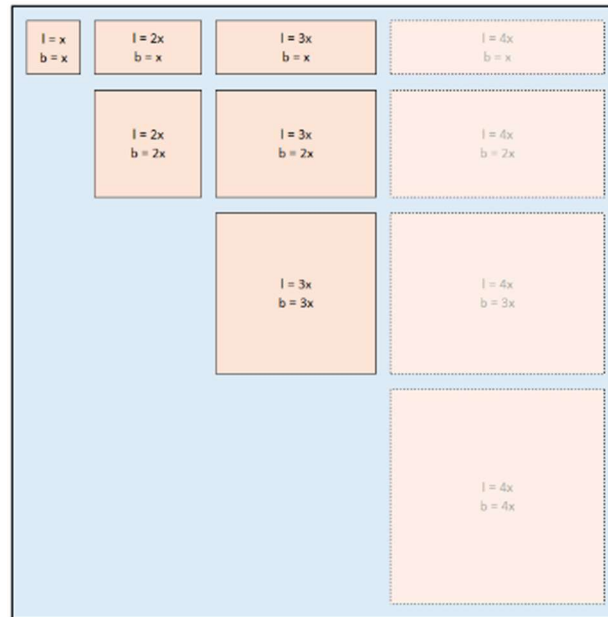 l = x
b = x
l = 2x
b = x
l = 3x
b = x
l = 4x
b = x
l = 2x
b = 2x
l = 3x
b = 2x
l = 4x
b = 2x
l = 3x
b = 3x
l = 4x
b = 3x
l = 4x
b = 4x